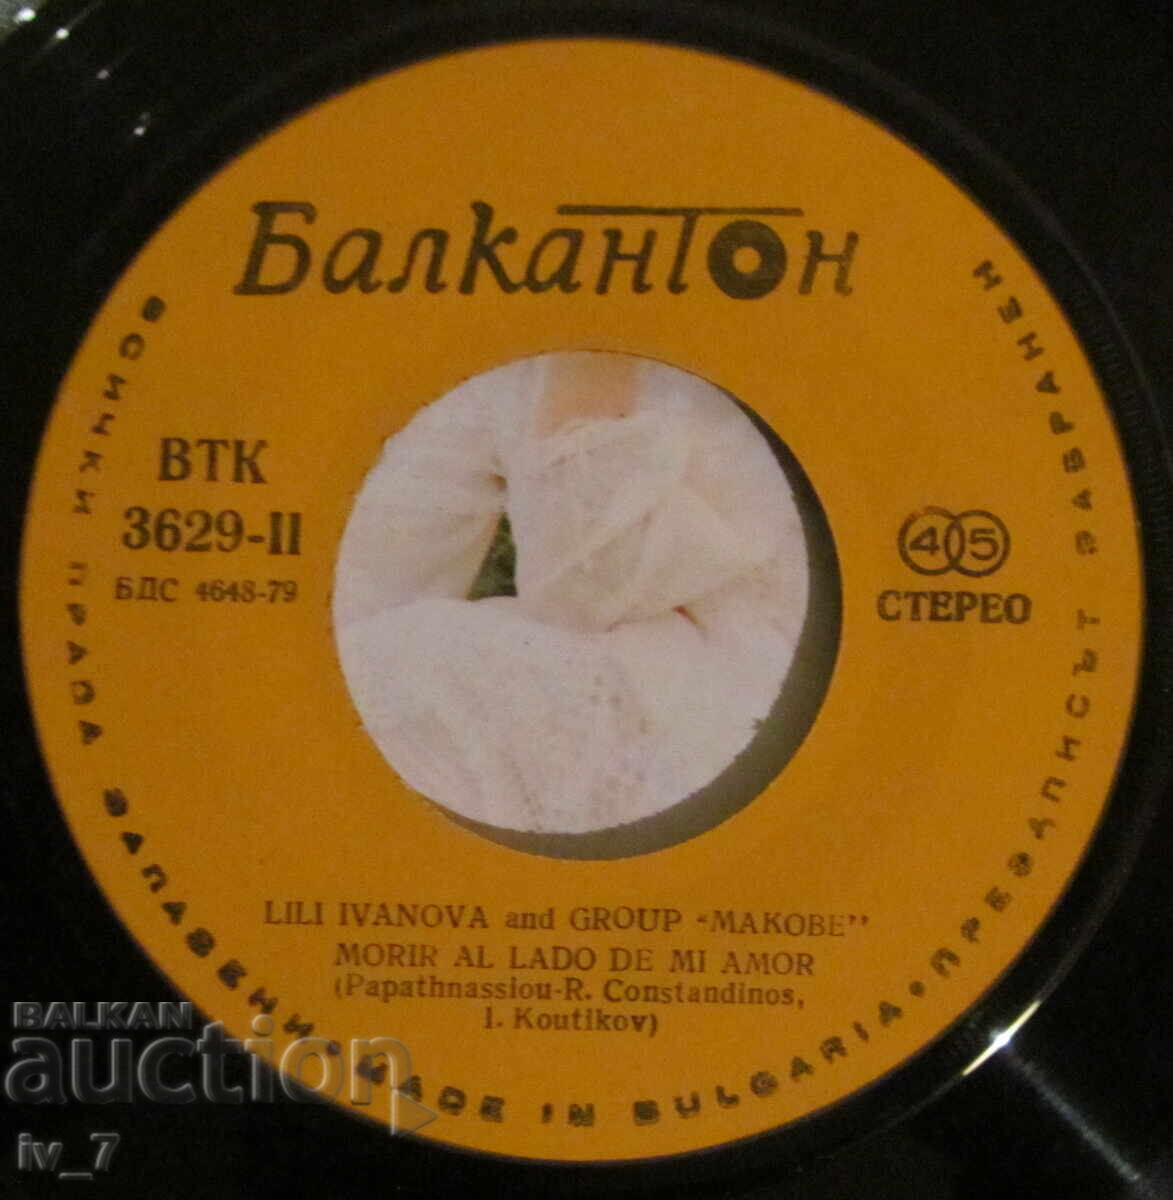 Балкантон
ВТК
3629-II
БДС 4648-79
45
СТЕРЕО
LILI IVANOVA and GROUP "МАКОВЕ"
MORIR AL LADO DE MI AMOR
(Papathnassiou-R. Constandinos,
I. Koutikov)
ВСИЧКИ ПРАВА ЗАПАЗЕНИ • MADE IN BULGARIA • ПРЕЗАПИСЪТ ЗАБРАНЕН
BALKAN
auction
iv_7